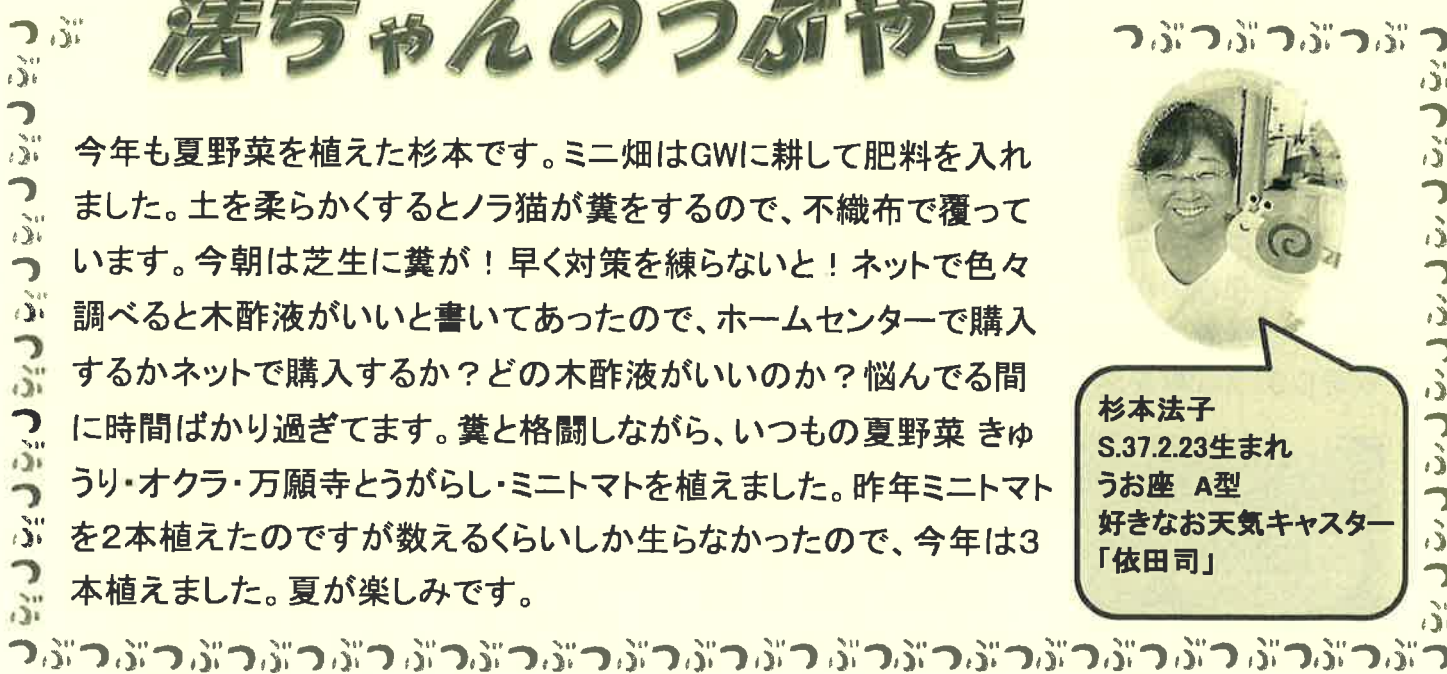 法ちゃんのつぶやき
今年も夏野菜を植えた杉本です。ミニ畑はGWに耕して肥料を入れ
ました。土を柔らかくするとノラ猫が糞をするので、不織布で覆って
います。今朝は芝生に糞が！早く対策を練らないと！ネットで色々
調べると木酢液がいいと書いてあったので、ホームセンターで購入
するかネットで購入するか？どの木酢液がいいのか？悩んでる間
に時間ばかり過ぎてます。糞と格闘しながら、いつもの夏野菜 きゅ
うり・オクラ・万願寺とうがらし・ミニトマトを植えました。昨年ミニトマト
を2本植えたのですが数えるくらいしか生らなかったので、今年は3
本植えました。夏が楽しみです。
杉本法子
S.37.2.23生まれ
うお座 A型
好きなお天気キャスター
「依田司」
つぶつぶつぶつぶつ
つぶつぶつぶつぶつぶつぶつぶつぶつぶつぶつぶつぶつぶつぶつぶつぶつぶつ